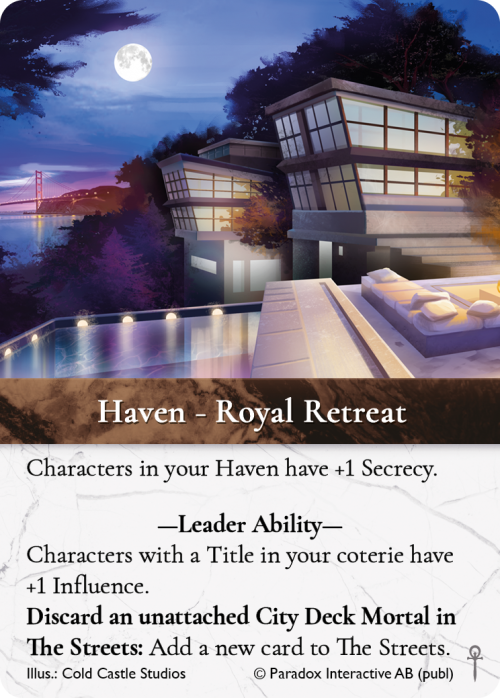 Haven - Royal Retreat
Characters in your Haven have +1 Secrecy.
—Leader Ability—
Characters with a Title in your coterie have
+1 Influence.
Discard an unattached City Deck Mortal in
The Streets: Add a new card to The Streets.
Illus.: Cold Castle Studios © Paradox Interactive AB (publ)